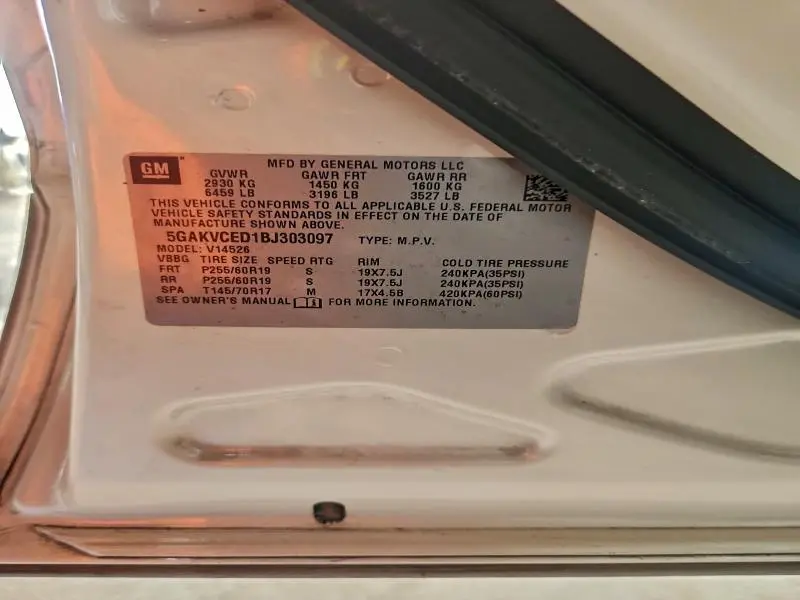 GM
MFD BY GENERAL MOTORS LLC
GVWR GAWR FRT GAWR RR
2930 KG 1450 KG 1600 KG
6459 LB 3196 LB 3527 LB
THIS VEHICLE CONFORMS TO ALL APPLICABLE U.S. FEDERAL MOTOR
VEHICLE SAFETY STANDARDS IN EFFECT ON THE DATE OF
MANUFACTURE SHOWN ABOVE.
5GAKVCED1BJ303097 TYPE: M.P.V.
MODEL: V14526
VBBG TIRE SIZE SPEED RTG RIM COLD TIRE PRESSURE
FRT P255/60R19 S 19X7.5J 240KPA(35PSI)
RR P255/60R19 S 19X7.5J 240KPA(35PSI)
SPA T145/70R17 M 17X4.5B 420KPA(60PSI)
SEE OWNER'S MANUAL FOR MORE INFORMATION.